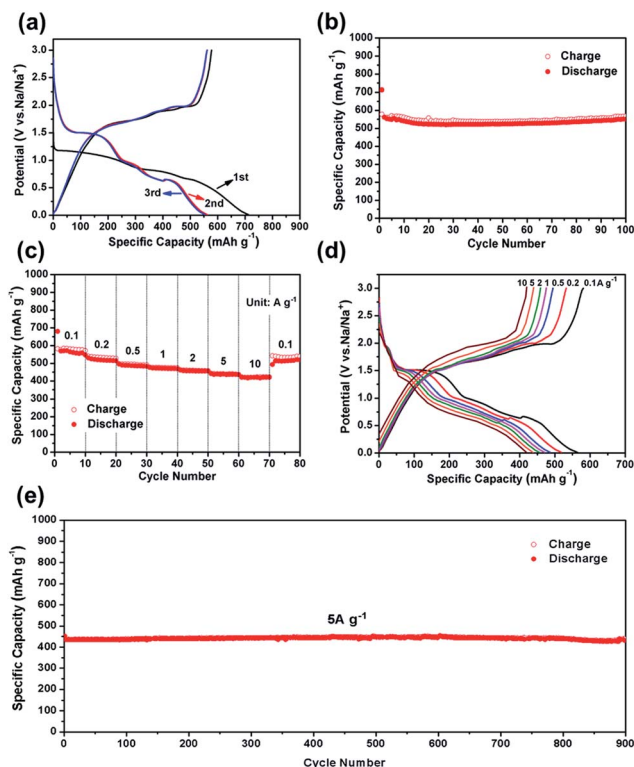 (a)
3.0
2.5
2.0
1.5
1.0
0.5
0.0
Potential (V vs.Na/Na⁺)
1st
3rd
2nd
0 100 200 300 400 500 600 700 800 900
Specific Capacity (mAh g⁻¹)
(b)
1000
900
800
700
600
500
400
300
200
100
0
Specific Capacity (mAh g⁻¹)
Charge
Discharge
0 10 20 30 40 50 60 70 80 90 100
Cycle Number
(c)
1000
900
800
700
600
500
400
300
200
100
0
Specific Capacity (mAh g⁻¹)
Unit: A g⁻¹
0.1 0.2 0.5 1 2 5 10 0.1
Charge
Discharge
0 10 20 30 40 50 60 70 80
Cycle Number
(d)
3.0
2.5
2.0
1.5
1.0
0.5
0.0
Potential (V vs.Na/Na⁺)
10 5 2 1 0.5 0.2 0.1A g⁻¹
0 100 200 300 400 500 600 700
Specific Capacity (mAh g⁻¹)
(e)
1000
900
800
700
600
500
400
300
200
100
0
Specific Capacity (mAh g⁻¹)
Charge
Discharge
5A g⁻¹
0 100 200 300 400 500 600 700 800 900
Cycle Number